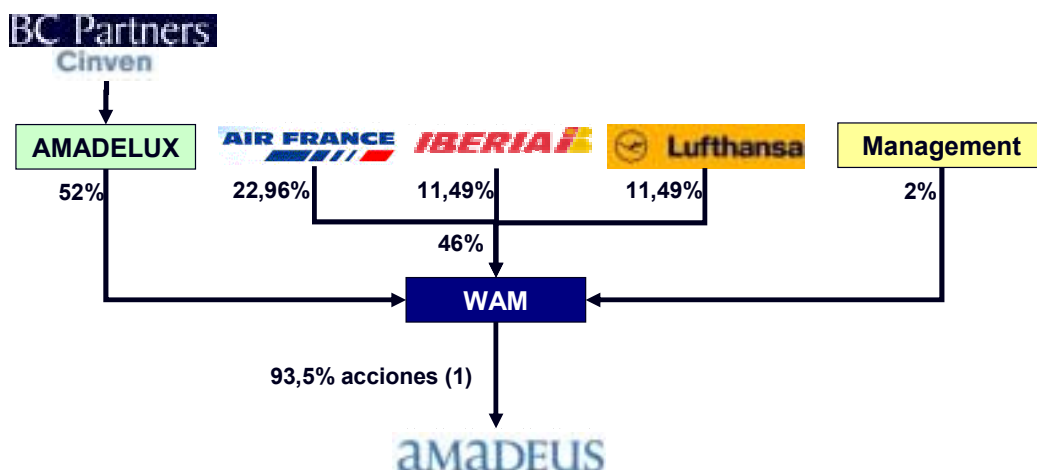 BC Partners
Cinven
AMADELUX
AIR FRANCE
IBERIA
Lufthansa
Management
52%
22,96%
11,49%
11,49%
2%
46%
WAM
93,5% acciones (1)
amaDEUS